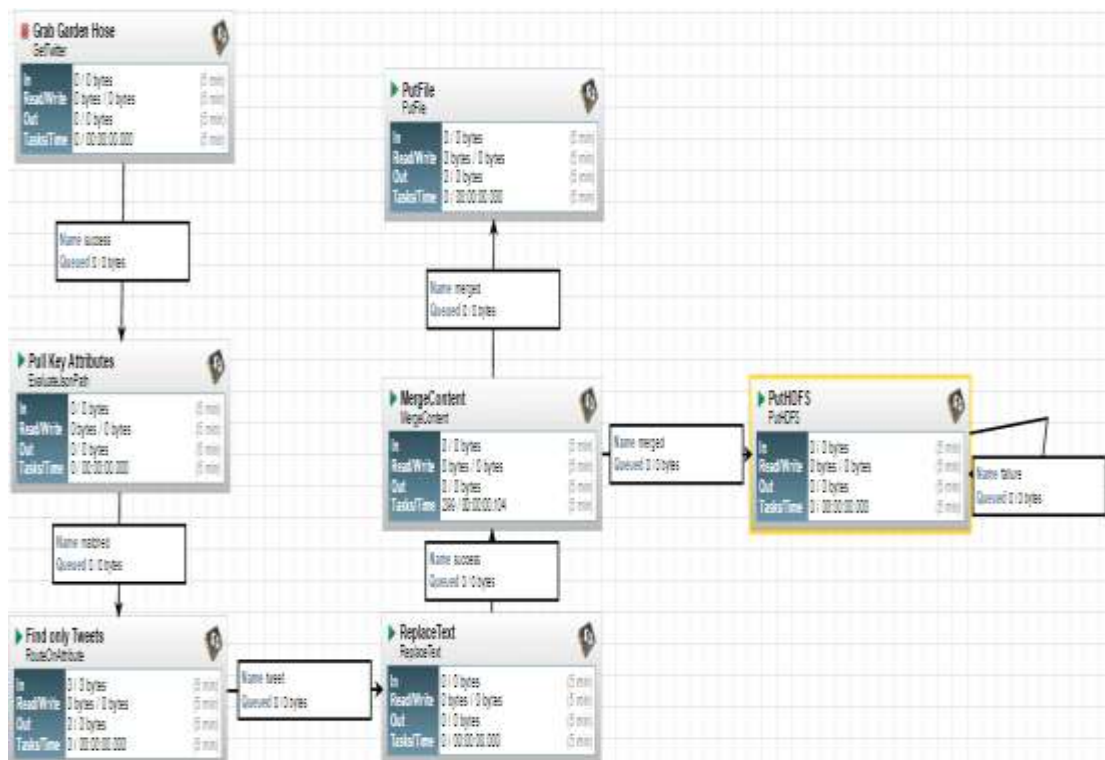 Grab Garden Hose
GetTwitter
In 0 / 0 bytes (5 min)
Read/Write 0 bytes / 0 bytes (5 min)
Out 0 / 0 bytes (5 min)
Tasks/Time 0 / 00:00:00.000 (5 min)
Name success
Queued 0 / 0 bytes
Pull Key Attributes
EvaluateJsonPath
In 0 / 0 bytes (5 min)
Read/Write 0 bytes / 0 bytes (5 min)
Out 0 / 0 bytes (5 min)
Tasks/Time 0 / 00:00:00.000 (5 min)
Name matched
Queued 0 / 0 bytes
Find only Tweets
RouteOnAttribute
In 0 / 0 bytes (5 min)
Read/Write 0 bytes / 0 bytes (5 min)
Out 0 / 0 bytes (5 min)
Tasks/Time 0 / 00:00:00.000 (5 min)
Name tweet
Queued 0 / 0 bytes
ReplaceText
ReplaceText
In 0 / 0 bytes (5 min)
Read/Write 0 bytes / 0 bytes (5 min)
Out 0 / 0 bytes (5 min)
Tasks/Time 0 / 00:00:00.000 (5 min)
Name success
Queued 0 / 0 bytes
MergeContent
MergeContent
In 0 / 0 bytes (5 min)
Read/Write 0 bytes / 0 bytes (5 min)
Out 0 / 0 bytes (5 min)
Tasks/Time (5 min)
Name merged
Queued 0 / 0 bytes
PutFile
PutFile
In 0 / 0 bytes (5 min)
Read/Write 0 bytes / 0 bytes (5 min)
Out 0 / 0 bytes (5 min)
Tasks/Time 0 / 00:00:00.000 (5 min)
Name merged
Queued 0 / 0 bytes
PutHDFS
PutHDFS
In 0 / 0 bytes (5 min)
Read/Write 0 bytes / 0 bytes (5 min)
Out 0 / 0 bytes (5 min)
Tasks/Time 0 / 00:00:00.000 (5 min)
Name failure
Queued 0 / 0 bytes